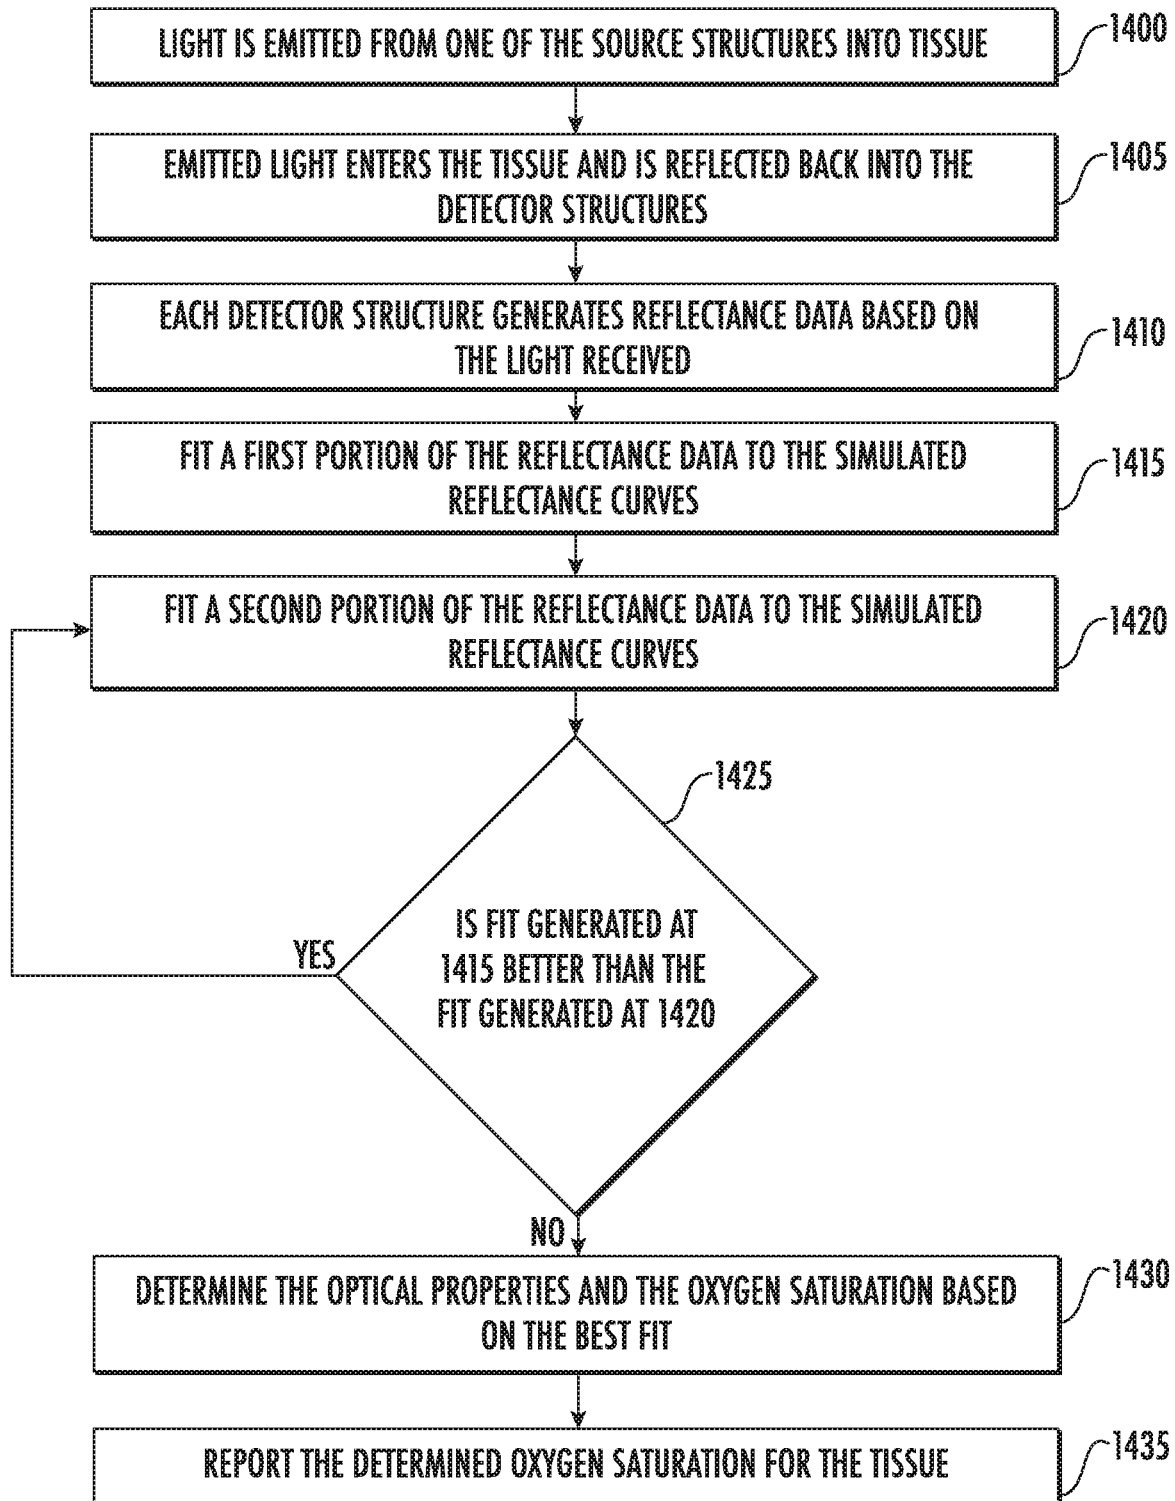 LIGHT IS EMITTED FROM ONE OF THE SOURCE STRUCTURES INTO TISSUE
1400
EMITTED LIGHT ENTERS THE TISSUE AND IS REFLECTED BACK INTO THE
DETECTOR STRUCTURES
1405
EACH DETECTOR STRUCTURE GENERATES REFLECTANCE DATA BASED ON
THE LIGHT RECEIVED
1410
FIT A FIRST PORTION OF THE REFLECTANCE DATA TO THE SIMULATED
REFLECTANCE CURVES
1415
FIT A SECOND PORTION OF THE REFLECTANCE DATA TO THE SIMULATED
REFLECTANCE CURVES
1420
1425
IS FIT GENERATED AT
1415 BETTER THAN THE
FIT GENERATED AT 1420
YES
NO
DETERMINE THE OPTICAL PROPERTIES AND THE OXYGEN SATURATION BASED
ON THE BEST FIT
1430
REPORT THE DETERMINED OXYGEN SATURATION FOR THE TISSUE
1435